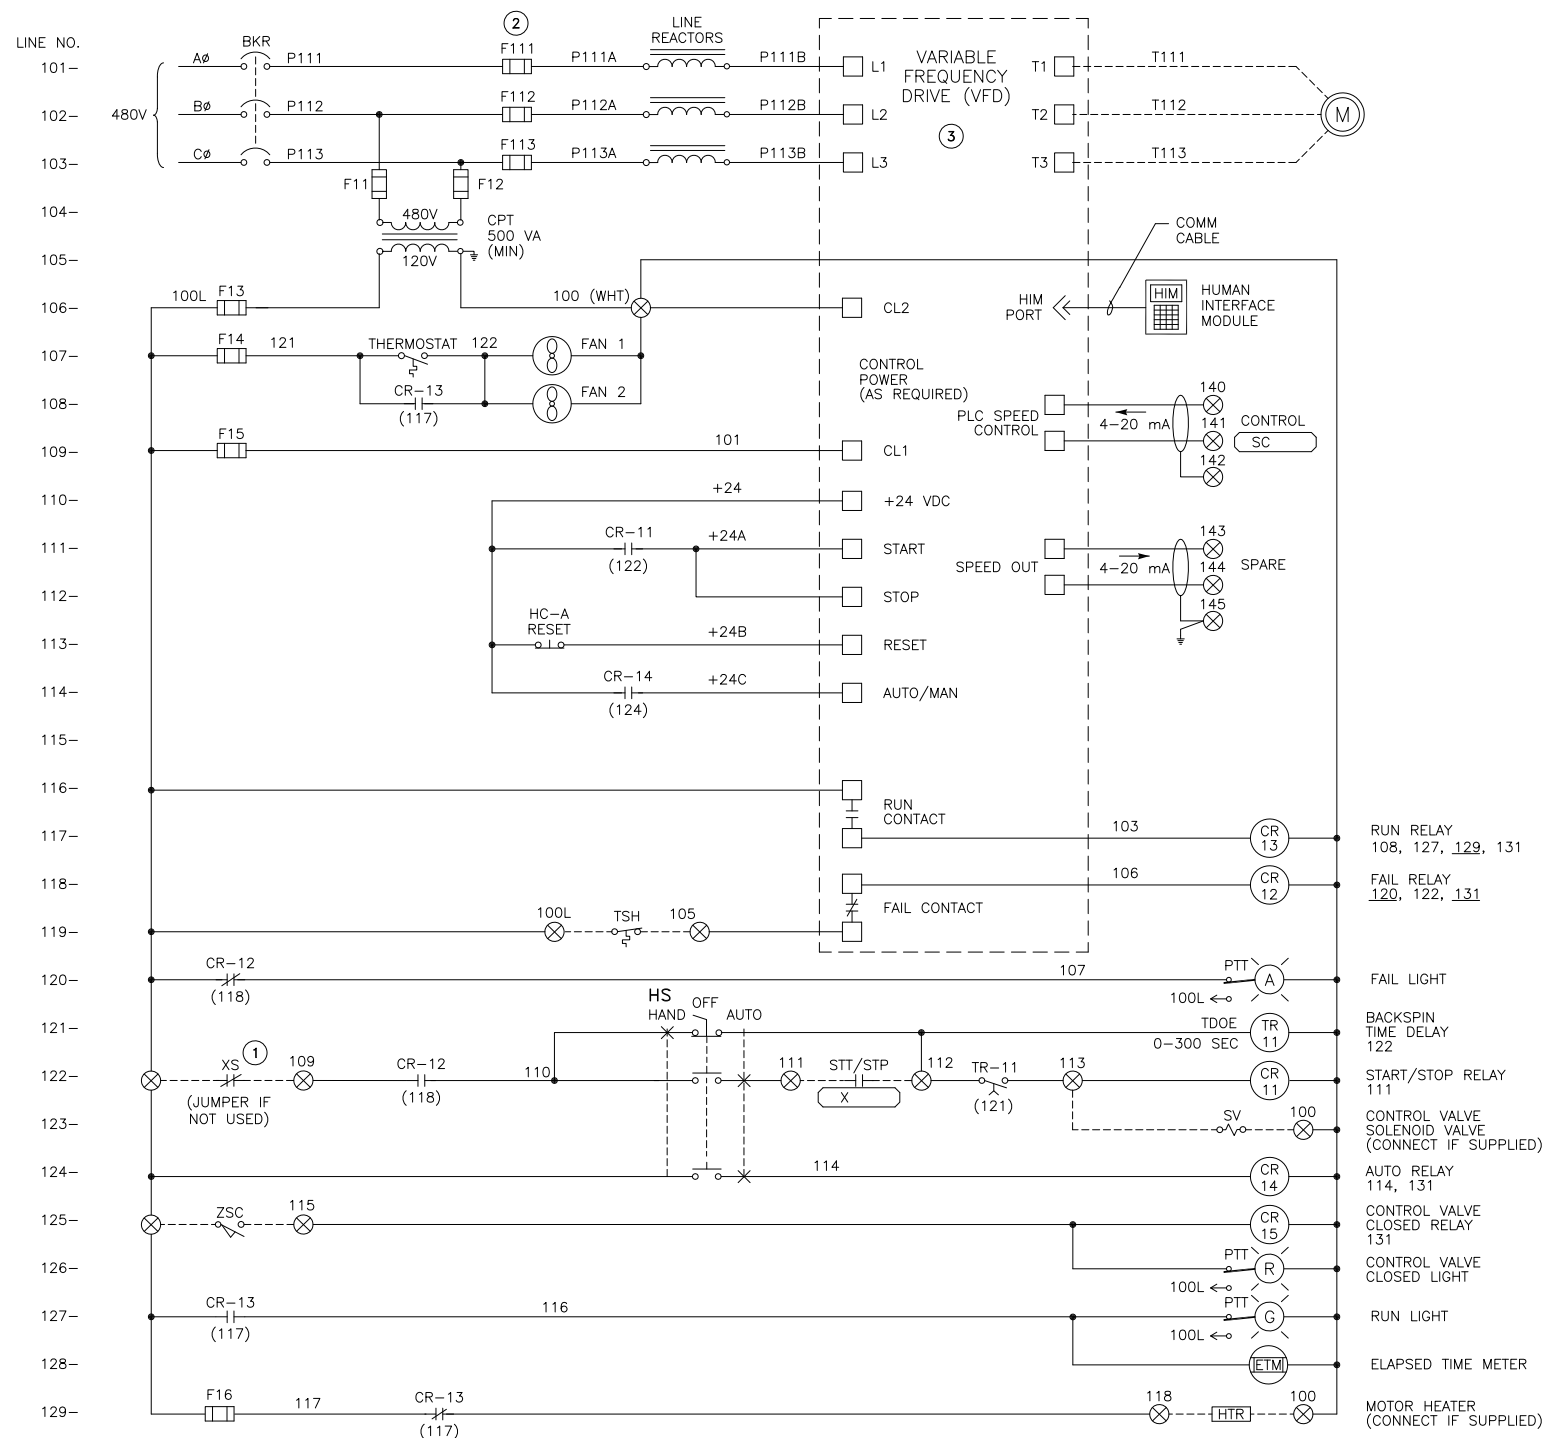 LINE NO.
2
LINE
REACTORS
BKR
101–
AØ
P111
F111
P111A
P111B
L1
VARIABLE
FREQUENCY
DRIVE (VFD)
3
T1
T111
102–
480V
BØ
P112
F112
P112A
P112B
L2
T2
T112
M
103–
CØ
P113
F113
P113A
P113B
L3
T3
T113
F11
F12
104–
480V
CPT
500 VA
(MIN)
120V
COMM
CABLE
105–
106–
100L
F13
100 (WHT)
CL2
HIM
PORT
HIM
HUMAN
INTERFACE
MODULE
107–
F14
121
THERMOSTAT
122
FAN 1
CONTROL
POWER
(AS REQUIRED)
108–
CR–13
(117)
FAN 2
PLC SPEED
CONTROL
4–20 mA
140
141
142
CONTROL
SC
109–
F15
101
CL1
110–
+24
+24 VDC
111–
CR–11
(122)
+24A
START
SPEED OUT
4–20 mA
143
144
145
SPARE
112–
STOP
113–
HC–A
RESET
+24B
RESET
114–
CR–14
(124)
+24C
AUTO/MAN
115–
116–
RUN
CONTACT
117–
103
CR
13
RUN RELAY
108, 127, 129, 131
118–
106
CR
12
FAIL RELAY
120, 122, 131
FAIL CONTACT
119–
100L
TSH
105
120–
CR–12
(118)
107
PTT
A
100L
FAIL LIGHT
HS
HAND
OFF
AUTO
121–
TDOE
0–300 SEC
TR
11
BACKSPIN
TIME DELAY
122
122–
XS
1
(JUMPER IF
NOT USED)
109
CR–12
(118)
110
111
STT/STP
X
112
TR–11
(121)
113
CR
11
START/STOP RELAY
111
123–
SV
100
CONTROL VALVE
SOLENOID VALVE
(CONNECT IF SUPPLIED)
124–
114
CR
14
AUTO RELAY
114, 131
125–
ZSC
115
CR
15
CONTROL VALVE
CLOSED RELAY
131
126–
PTT
R
100L
CONTROL VALVE
CLOSED LIGHT
127–
CR–13
(117)
116
PTT
G
100L
RUN LIGHT
128–
ETM
ELAPSED TIME METER
129–
F16
117
CR–13
(117)
118
HTR
100
MOTOR HEATER
(CONNECT IF SUPPLIED)